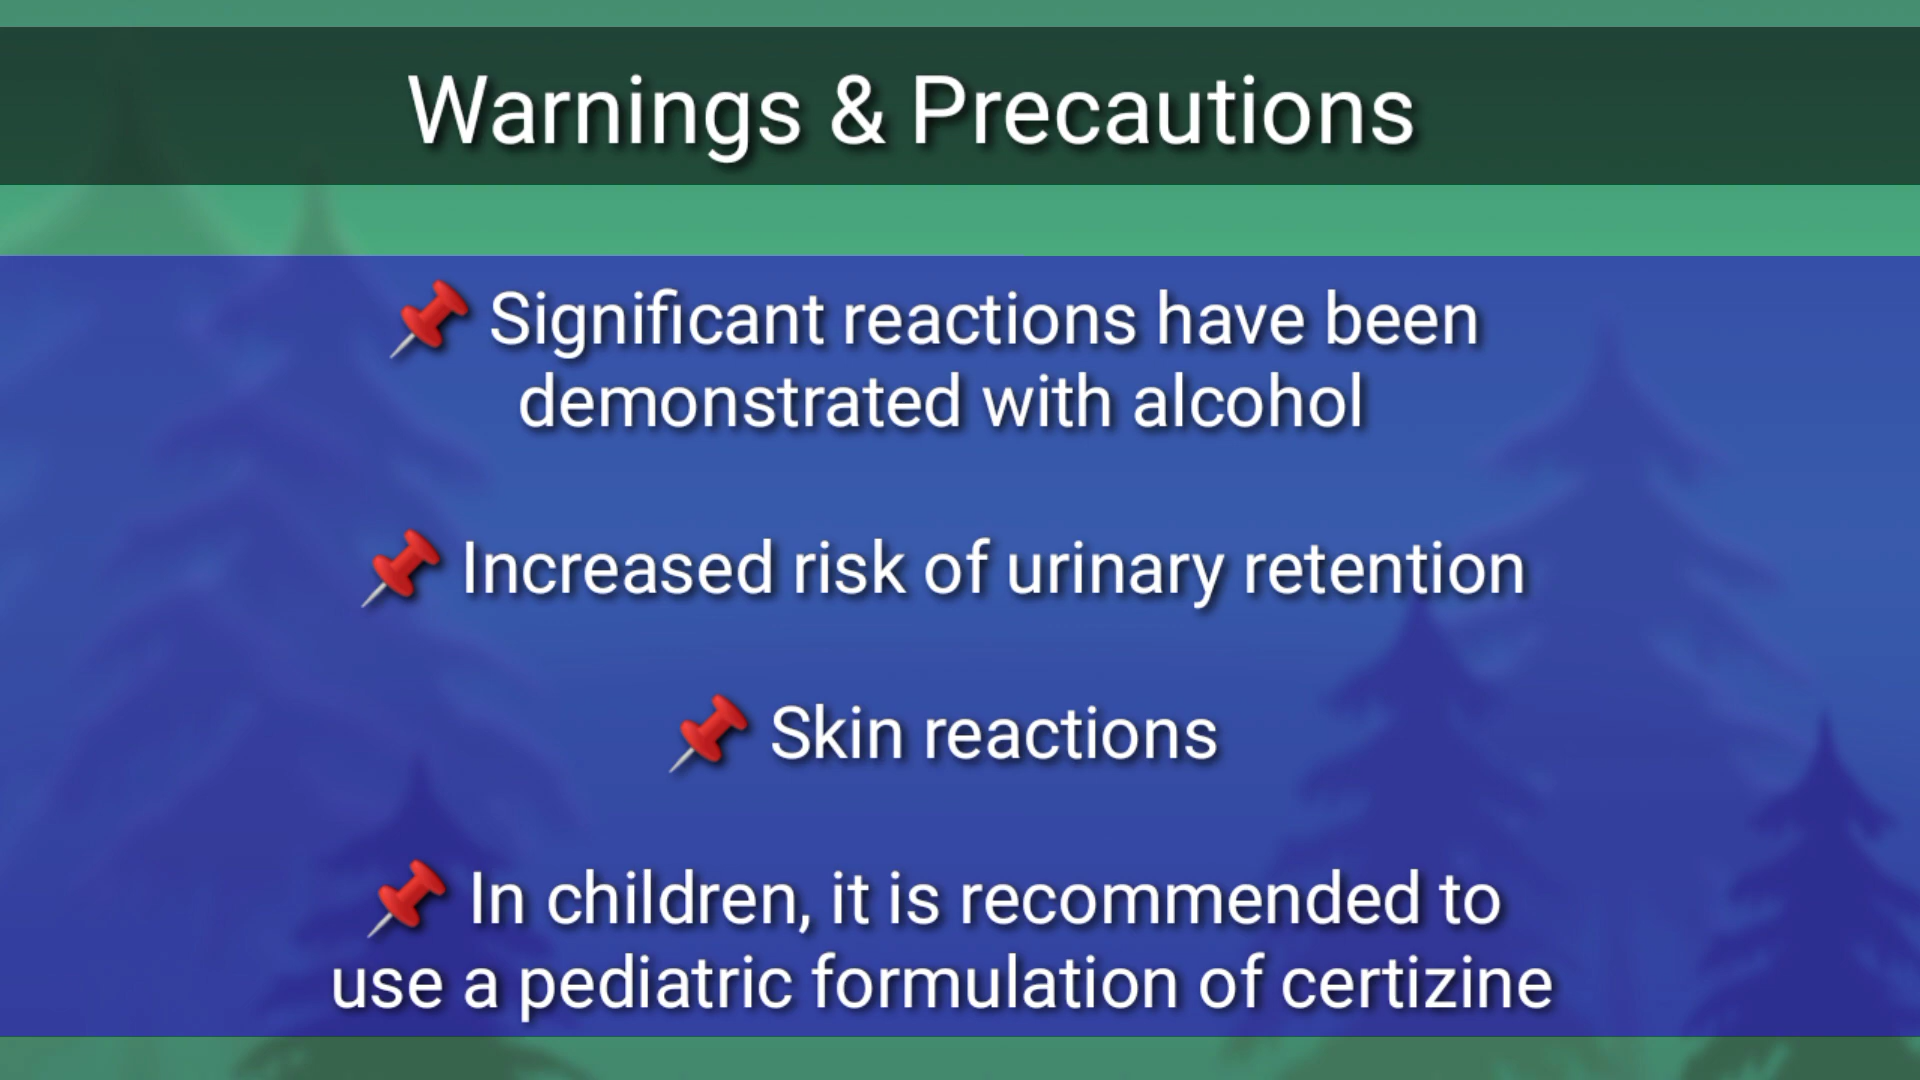 Warnings & Precautions
📌 Significant reactions have been
demonstrated with alcohol
📌 Increased risk of urinary retention
📌 Skin reactions
📌 In children, it is recommended to
use a pediatric formulation of certizine